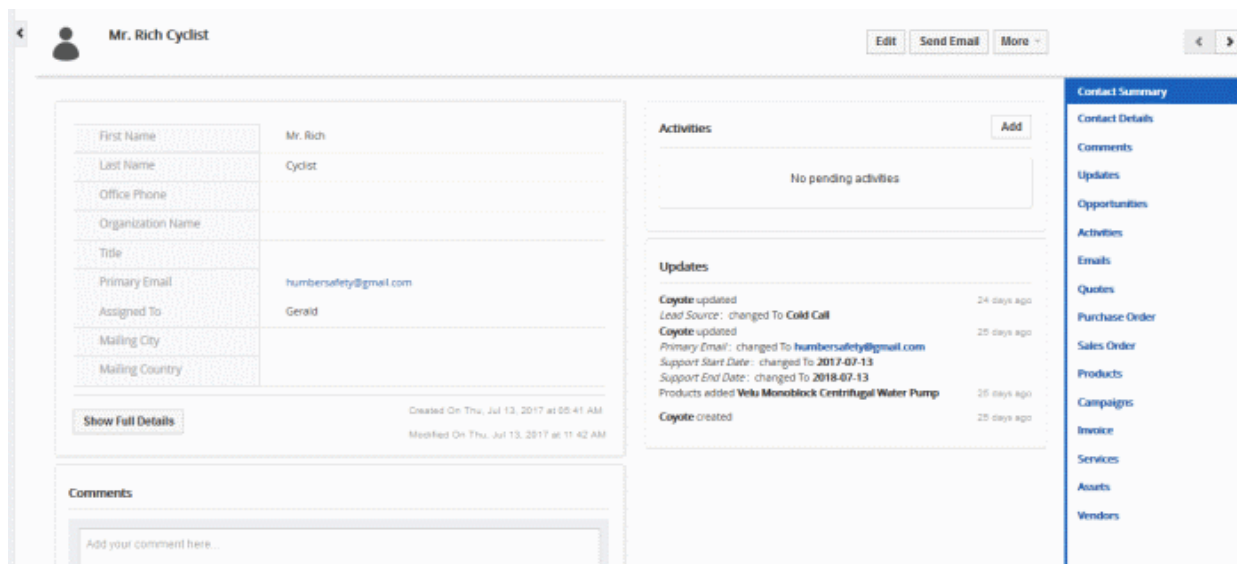 Mr. Rich Cyclist
Edit Send Email More
First Name Mr. Rich
Last Name Cyclist
Office Phone
Organization Name
Title
Primary Email humbersafety@gmail.com
Assigned To Gerald
Mailing City
Mailing Country
Show Full Details
Created On Thu, Jul 13, 2017 at 05:41 AM
Modified On Thu, Jul 13, 2017 at 11:42 AM
Comments
Add your comment here...
Activities Add
No pending activities
Updates
Coyote updated 24 days ago
Lead Source : changed To Cold Call
Coyote updated 25 days ago
Primary Email : changed To humbersafety@gmail.com
Support Start Date : changed To 2017-07-13
Support End Date : changed To 2018-07-13
Products added Velu Monoblock Centrifugal Water Pump 25 days ago
Coyote created 25 days ago
Contact Summary
Contact Details
Comments
Updates
Opportunities
Activities
Emails
Quotes
Purchase Order
Sales Order
Products
Campaigns
Invoice
Services
Assets
Vendors